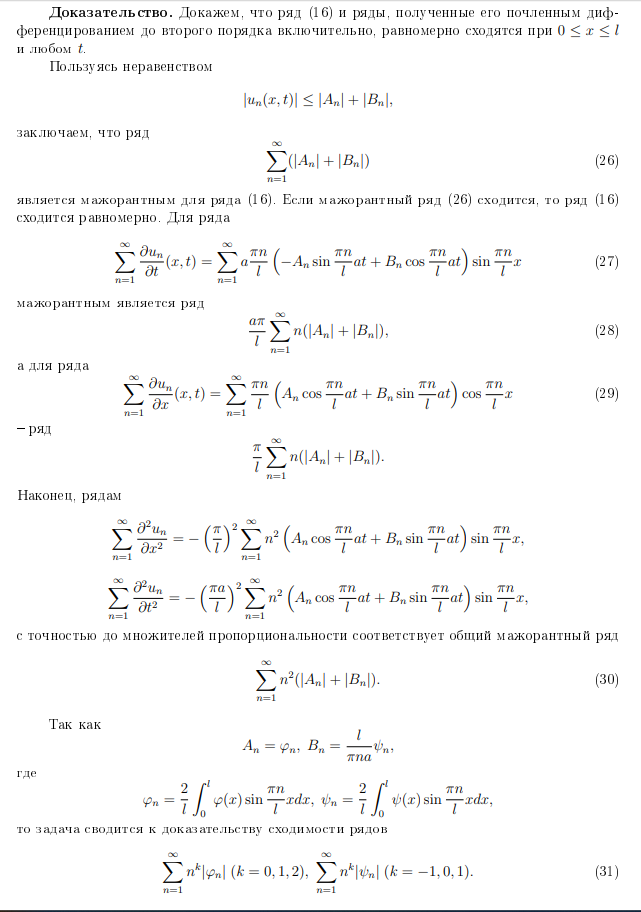 Доказательство. Докажем, что ряд (16) и ряды, полученные его почленным диф-
ференцированием до второго порядка включительно, равномерно сходятся при 0 ≤ x ≤ l
и любом t.
Пользуясь неравенством
|u_n(x, t)| ≤ |A_n| + |B_n|,
заключаем, что ряд
\sum_{n=1}^{\infty} (|A_n| + |B_n|) (26)
является мажорантным для ряда (16). Если мажорантный ряд (26) сходится, то ряд (16)
сходится равномерно. Для ряда
\sum_{n=1}^{\infty} \frac{\partial u_n}{\partial t}(x, t) = \sum_{n=1}^{\infty} a \frac{\pi n}{l} \left( -A_n \sin \frac{\pi n}{l} at + B_n \cos \frac{\pi n}{l} at \right) \sin \frac{\pi n}{l} x (27)
мажорантным является ряд
\frac{a\pi}{l} \sum_{n=1}^{\infty} n(|A_n| + |B_n|), (28)
а для ряда
\sum_{n=1}^{\infty} \frac{\partial u_n}{\partial x}(x, t) = \sum_{n=1}^{\infty} \frac{\pi n}{l} \left( A_n \cos \frac{\pi n}{l} at + B_n \sin \frac{\pi n}{l} at \right) \cos \frac{\pi n}{l} x (29)
– ряд
\frac{\pi}{l} \sum_{n=1}^{\infty} n(|A_n| + |B_n|).
Наконец, рядам
\sum_{n=1}^{\infty} \frac{\partial^2 u_n}{\partial x^2} = -\left( \frac{\pi}{l} \right)^2 \sum_{n=1}^{\infty} n^2 \left( A_n \cos \frac{\pi n}{l} at + B_n \sin \frac{\pi n}{l} at \right) \sin \frac{\pi n}{l} x,
\sum_{n=1}^{\infty} \frac{\partial^2 u_n}{\partial t^2} = -\left( \frac{\pi a}{l} \right)^2 \sum_{n=1}^{\infty} n^2 \left( A_n \cos \frac{\pi n}{l} at + B_n \sin \frac{\pi n}{l} at \right) \sin \frac{\pi n}{l} x,
с точностью до множителей пропорциональности соответствует общий мажорантный ряд
\sum_{n=1}^{\infty} n^2(|A_n| + |B_n|). (30)
Так как
A_n = \varphi_n, B_n = \frac{l}{\pi n a} \psi_n,
где
\varphi_n = \frac{2}{l} \int_0^l \varphi(x) \sin \frac{\pi n}{l} x dx, \psi_n = \frac{2}{l} \int_0^l \psi(x) \sin \frac{\pi n}{l} x dx,
то задача сводится к доказательству сходимости рядов
\sum_{n=1}^{\infty} n^k |\varphi_n| (k = 0, 1, 2), \sum_{n=1}^{\infty} n^k |\psi_n| (k = -1, 0, 1). (31)